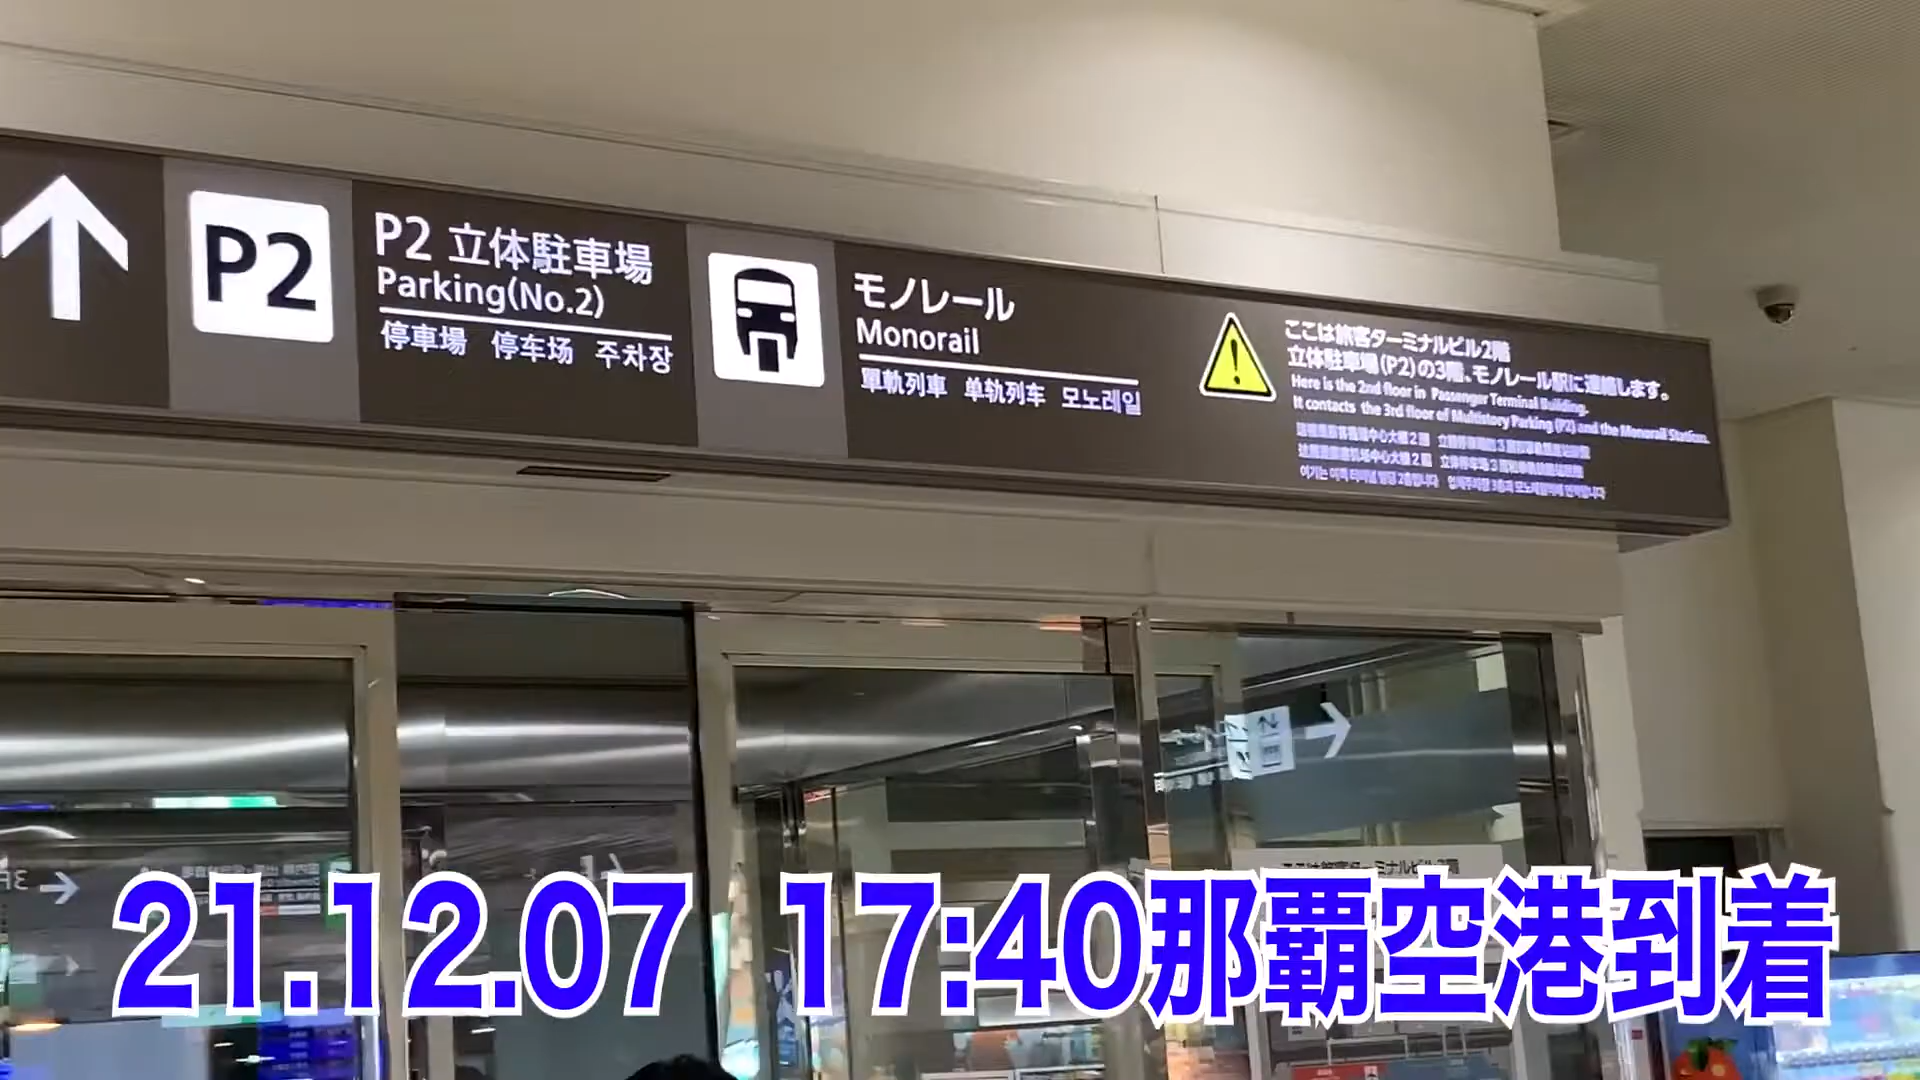 P2
P2 立体駐車場
Parking(No.2)
停車場 停车场 주차장
モノレール
Monorail
單軌列車 单轨列车 모노레일
ここは旅客ターミナルビル2階
立体駐車場(P2)の3階、モノレール駅に連絡します。
Here is the 2nd floor in Passenger Terminal Building.
It contacts the 3rd floor of Multistory Parking (P2) and the Monorail Station.
21.12.07 17:40那覇空港到着